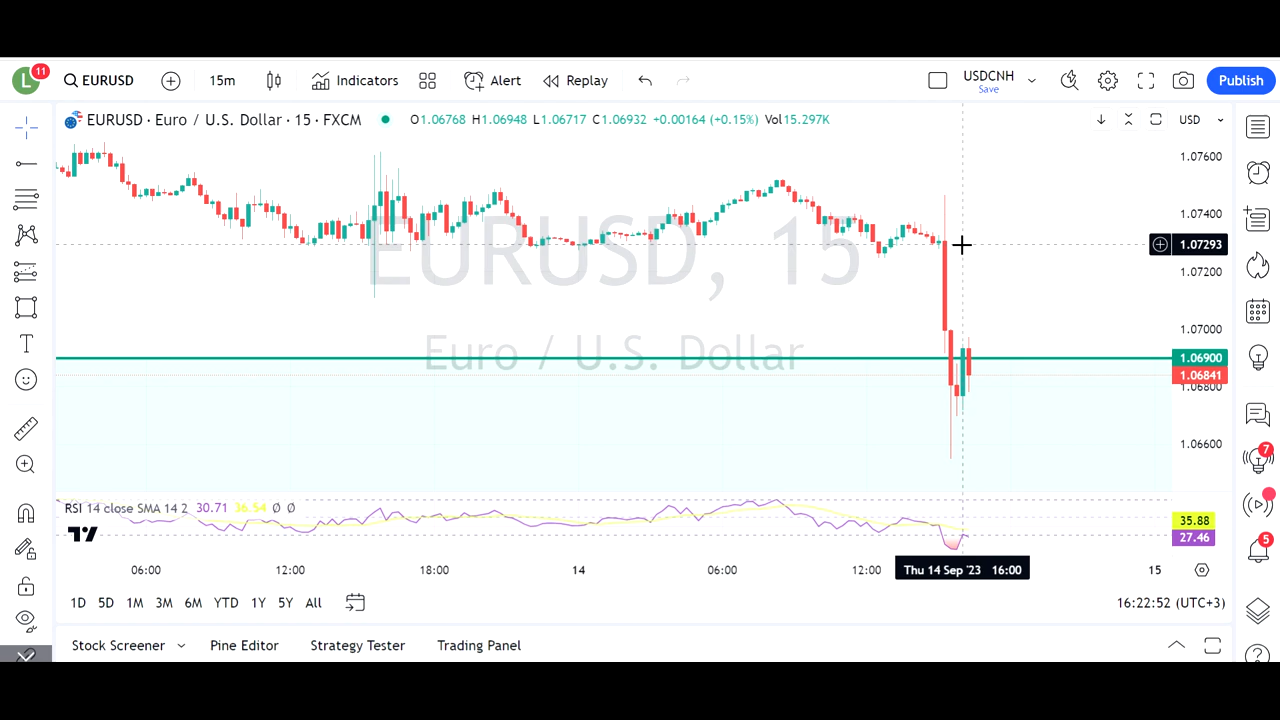 L 11 EURUSD 15m Indicators Alert Replay USDCNH Save Publish
EURUSD · Euro / U.S. Dollar · 15 · FXCM O1.06768 H1.06948 L1.06717 C1.06932 +0.00164 (+0.15%) Vol15.297K USD
1.07600
1.07400
1.07293
1.07200
1.07000
1.06900
1.06841
1.06800
1.06600
EURUSD, 15
Euro / U.S. Dollar
RSI 14 close SMA 14 2 30.71 36.54 Ø Ø
35.88
27.46
06:00 12:00 18:00 14 06:00 12:00 Thu 14 Sep '23 16:00 15
1D 5D 1M 3M 6M YTD 1Y 5Y All 16:22:52 (UTC+3)
Stock Screener Pine Editor Strategy Tester Trading Panel
7
5